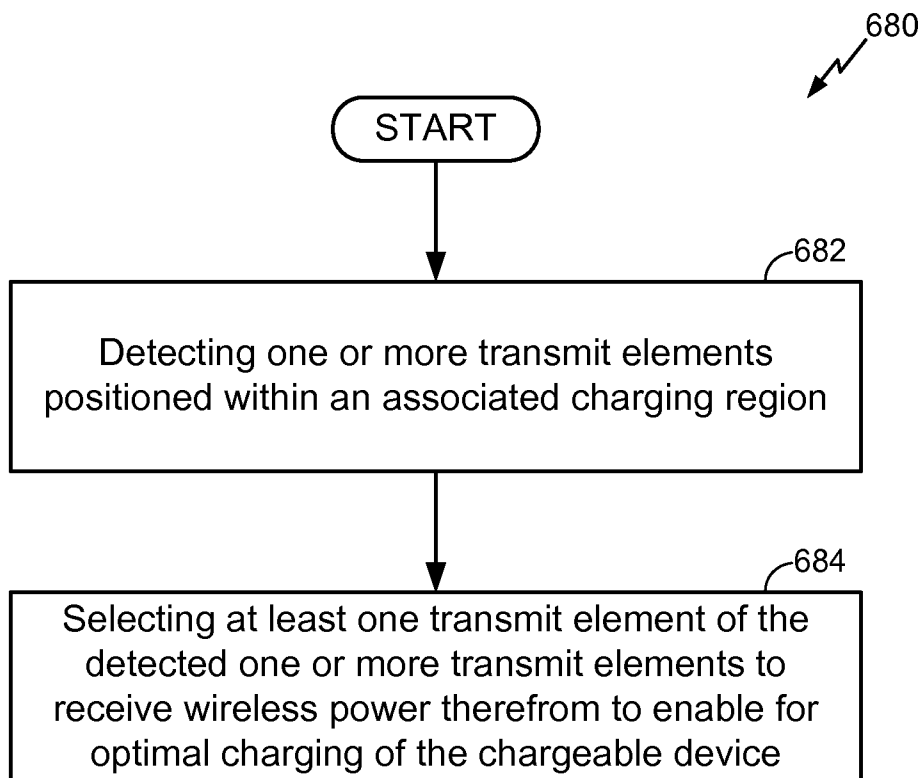 680
START
682
Detecting one or more transmit elements
positioned within an associated charging region
684
Selecting at least one transmit element of the
detected one or more transmit elements to
receive wireless power therefrom to enable for
optimal charging of the chargeable device